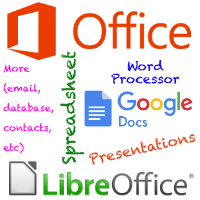 Office
More
(email,
database,
contacts,
etc)
Spreadsheet
Word
Processor
Google
Docs
Presentations
LibreOffice®